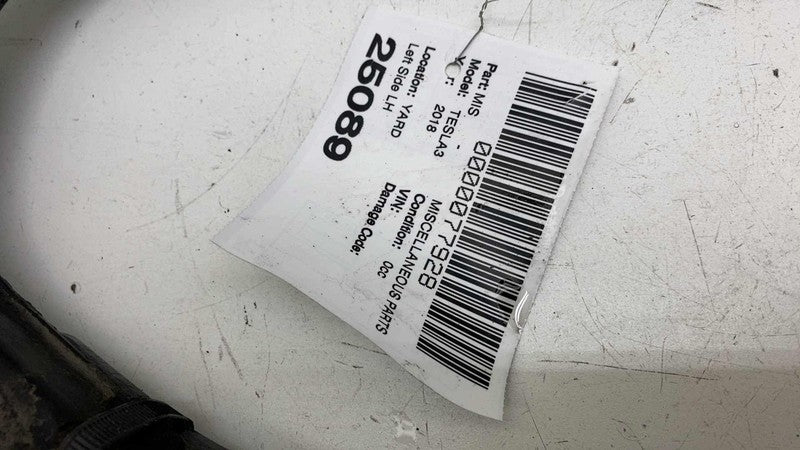 0000077928
Part: MIS - MISCELLANEOUS PARTS
Model: TESLA3 Condition: 0cc
Year: 2018 VIN:
Location: YARD Damage Code:
Left Side LH
25089